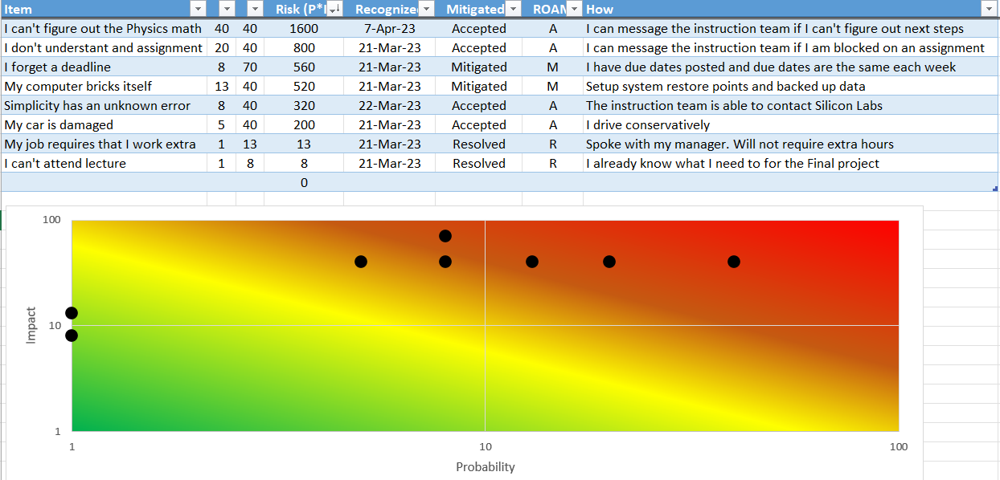 Item Risk (P*I Recognize Mitigated ROAM How
I can't figure out the Physics math 40 40 1600 7-Apr-23 Accepted A I can message the instruction team if I can't figure out next steps
I don't understant and assignment 20 40 800 21-Mar-23 Accepted A I can message the instruction team if I am blocked on an assignment
I forget a deadline 8 70 560 21-Mar-23 Mitigated M I have due dates posted and due dates are the same each week
My computer bricks itself 13 40 520 21-Mar-23 Mitigated M Setup system restore points and backed up data
Simplicity has an unknown error 8 40 320 22-Mar-23 Accepted A The instruction team is able to contact Silicon Labs
My car is damaged 5 40 200 21-Mar-23 Accepted A I drive conservatively
My job requires that I work extra 1 13 13 21-Mar-23 Resolved R Spoke with my manager. Will not require extra hours
I can't attend lecture 1 8 8 21-Mar-23 Resolved R I already know what I need to for the Final project
0
100
Impact
10
1
1 10 100
Probability